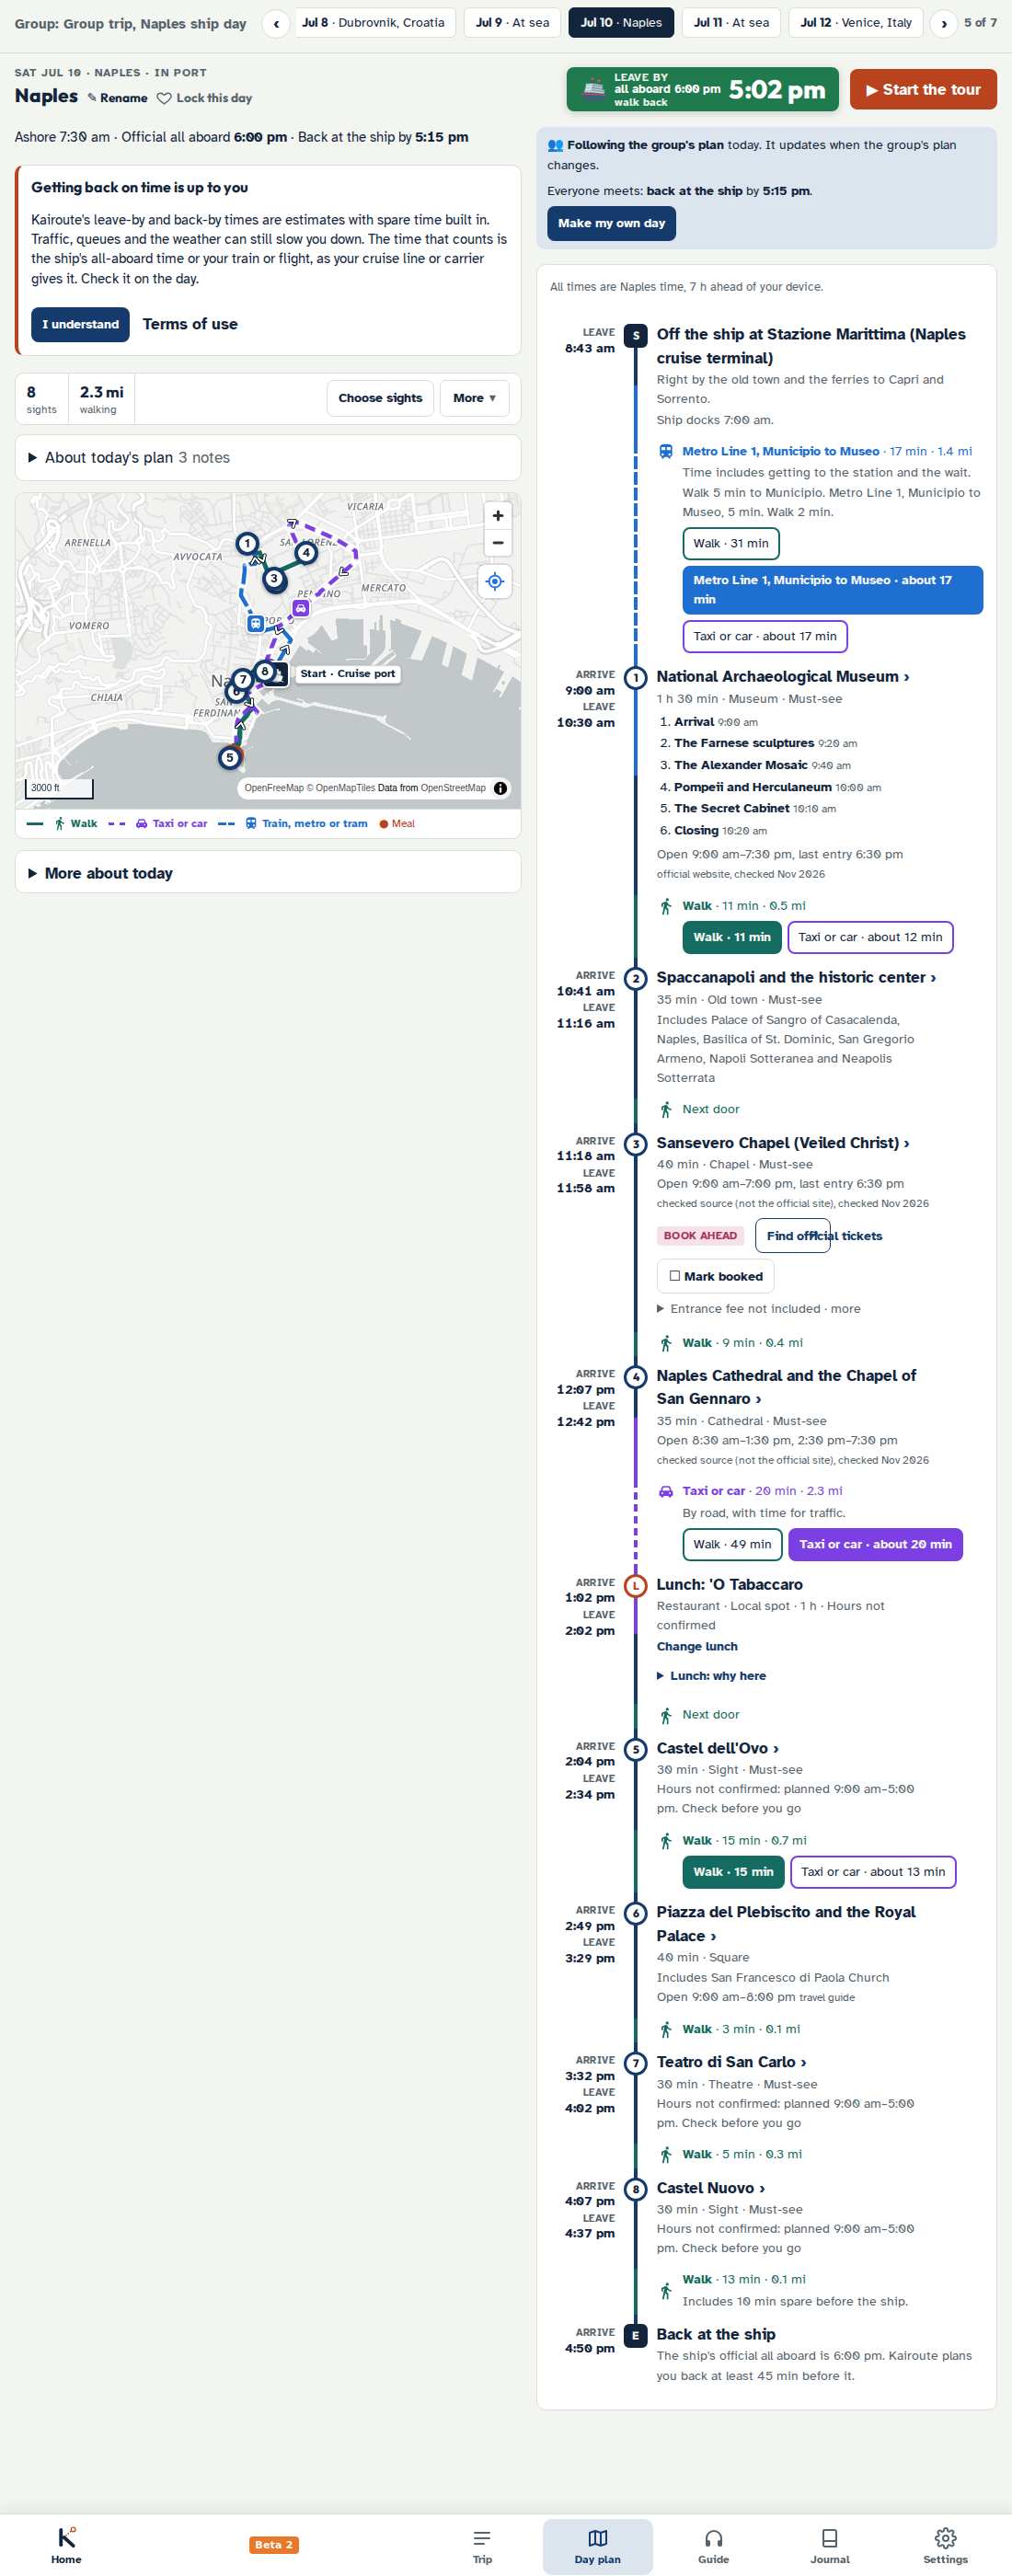 Group: Group trip, Naples ship day
‹
Jul 8 · Dubrovnik, Croatia
Jul 9 · At sea
Jul 10 · Naples
Jul 11 · At sea
Jul 12 · Venice, Italy
›
5 of 7
SAT JUL 10 · NAPLES · IN PORT
Naples ✎ Rename Lock this day
LEAVE BY
all aboard 6:00 pm
walk back
5:02 pm
▶ Start the tour
Ashore 7:30 am · Official all aboard 6:00 pm · Back at the ship by 5:15 pm
Getting back on time is up to you
Kairoute's leave-by and back-by times are estimates with spare time built in.
Traffic, queues and the weather can still slow you down. The time that counts is
the ship's all-aboard time or your train or flight, as your cruise line or carrier
gives it. Check it on the day.
I understand
Terms of use
8
sights
2.3 mi
walking
Choose sights
More ▾
▶ About today's plan 3 notes
VICARIA
ARENELLA
AVVOCATA
MERCATO
VOMERO
CHIAIA
FERDINAN
1
4
3
7
8
5
Start · Cruise port
+
−
3000 ft
OpenFreeMap © OpenMapTiles Data from OpenStreetMap
Walk
Taxi or car
Train, metro or tram
Meal
▶ More about today
Following the group's plan today. It updates when the group's plan
changes.
Everyone meets: back at the ship by 5:15 pm.
Make my own day
All times are Naples time, 7 h ahead of your device.
LEAVE
8:43 am
S
Off the ship at Stazione Marittima (Naples
cruise terminal)
Right by the old town and the ferries to Capri and
Sorrento.
Ship docks 7:00 am.
Metro Line 1, Municipio to Museo · 17 min · 1.4 mi
Time includes getting to the station and the wait.
Walk 5 min to Municipio. Metro Line 1, Municipio to
Museo, 5 min. Walk 2 min.
Walk · 31 min
Metro Line 1, Municipio to Museo · about 17
min
Taxi or car · about 17 min
ARRIVE
9:00 am
LEAVE
10:30 am
1
National Archaeological Museum ›
1 h 30 min · Museum · Must-see
1. Arrival 9:00 am
2. The Farnese sculptures 9:20 am
3. The Alexander Mosaic 9:40 am
4. Pompeii and Herculaneum 10:00 am
5. The Secret Cabinet 10:10 am
6. Closing 10:20 am
Open 9:00 am–7:30 pm, last entry 6:30 pm
official website, checked Nov 2026
Walk · 11 min · 0.5 mi
Walk · 11 min
Taxi or car · about 12 min
ARRIVE
10:41 am
LEAVE
11:16 am
2
Spaccanapoli and the historic center ›
35 min · Old town · Must-see
Includes Palace of Sangro of Casacalenda,
Naples, Basilica of St. Dominic, San Gregorio
Armeno, Napoli Sotteranea and Neapolis
Sotterrata
Next door
ARRIVE
11:18 am
LEAVE
11:58 am
3
Sansevero Chapel (Veiled Christ) ›
40 min · Chapel · Must-see
Open 9:00 am–7:00 pm, last entry 6:30 pm
checked source (not the official site), checked Nov 2026
BOOK AHEAD
Find official tickets
Mark booked
▶ Entrance fee not included · more
Walk · 9 min · 0.4 mi
ARRIVE
12:07 pm
LEAVE
12:42 pm
4
Naples Cathedral and the Chapel of
San Gennaro ›
35 min · Cathedral · Must-see
Open 8:30 am–1:30 pm, 2:30 pm–7:30 pm
checked source (not the official site), checked Nov 2026
Taxi or car · 20 min · 2.3 mi
By road, with time for traffic.
Walk · 49 min
Taxi or car · about 20 min
ARRIVE
1:02 pm
LEAVE
2:02 pm
L
Lunch: 'O Tabaccaro
Restaurant · Local spot · 1 h · Hours not
confirmed
Change lunch
▶ Lunch: why here
Next door
ARRIVE
2:04 pm
LEAVE
2:34 pm
5
Castel dell'Ovo ›
30 min · Sight · Must-see
Hours not confirmed: planned 9:00 am–5:00
pm. Check before you go
Walk · 15 min · 0.7 mi
Walk · 15 min
Taxi or car · about 13 min
ARRIVE
2:49 pm
LEAVE
3:29 pm
6
Piazza del Plebiscito and the Royal
Palace ›
40 min · Square
Includes San Francesco di Paola Church
Open 9:00 am–8:00 pm travel guide
Walk · 3 min · 0.1 mi
ARRIVE
3:32 pm
LEAVE
4:02 pm
7
Teatro di San Carlo ›
30 min · Theatre · Must-see
Hours not confirmed: planned 9:00 am–5:00
pm. Check before you go
Walk · 5 min · 0.3 mi
ARRIVE
4:07 pm
LEAVE
4:37 pm
8
Castel Nuovo ›
30 min · Sight · Must-see
Hours not confirmed: planned 9:00 am–5:00
pm. Check before you go
Walk · 13 min · 0.1 mi
Includes 10 min spare before the ship.
ARRIVE
4:50 pm
E
Back at the ship
The ship's official all aboard is 6:00 pm. Kairoute plans
you back at least 45 min before it.
Home
Beta 2
Trip
Day plan
Guide
Journal
Settings